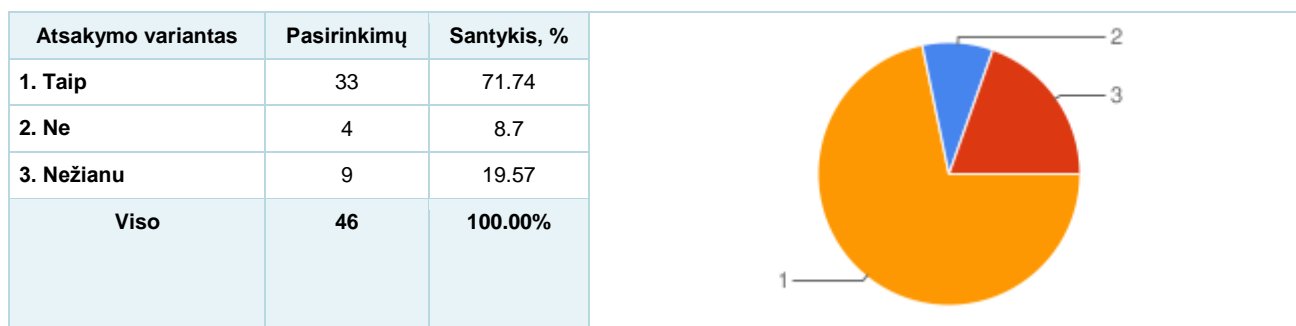 Atsakymo variantas Pasirinkimų Santykis, %
1. Taip 33 71.74
2. Ne 4 8.7
3. Nežianu 9 19.57
Viso 46 100.00%
2
3
1